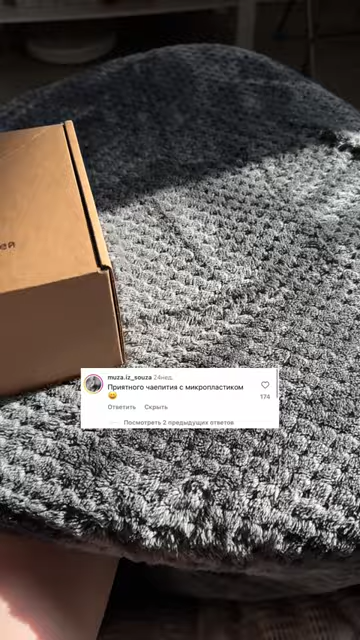 muza.iz_souza 24нед.
Приятного чаепития с микропластиком
😄
174
Ответить Скрыть
Посмотреть 2 предыдущих ответов